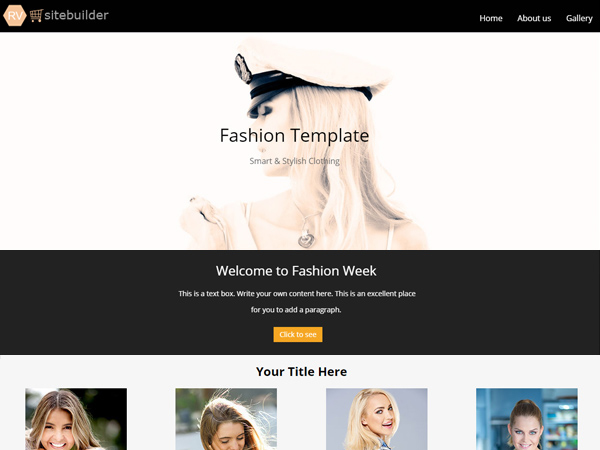 RV sitebuilder
Home About us Gallery
Fashion Template
Smart & Stylish Clothing
Welcome to Fashion Week
This is a text box. Write your own content here. This is an excellent place
for you to add a paragraph.
Click to see
Your Title Here